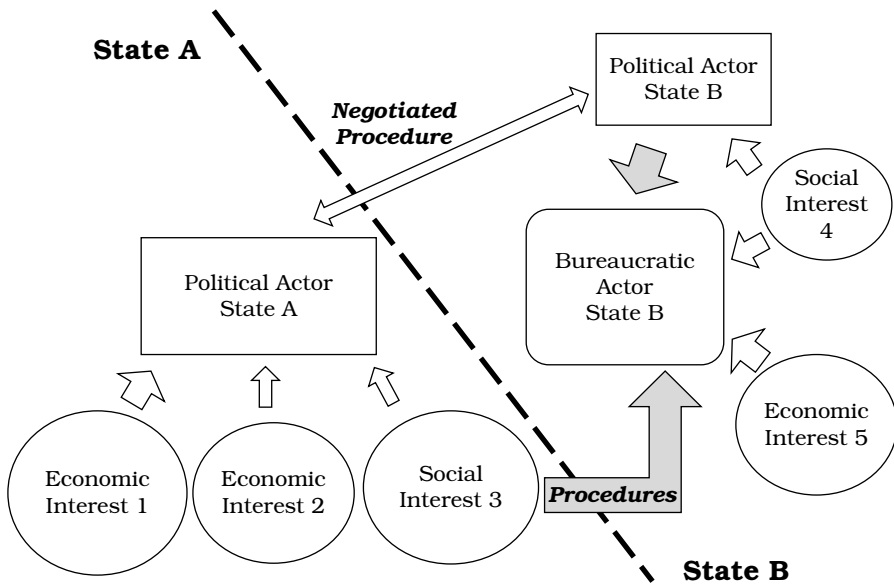 State A
Political Actor
State B
Negotiated
Procedure
Social
Interest
4
Bureaucratic
Actor
State B
Political Actor
State A
Economic
Interest 5
Economic
Interest 1
Economic
Interest 2
Social
Interest 3
Procedures
State B